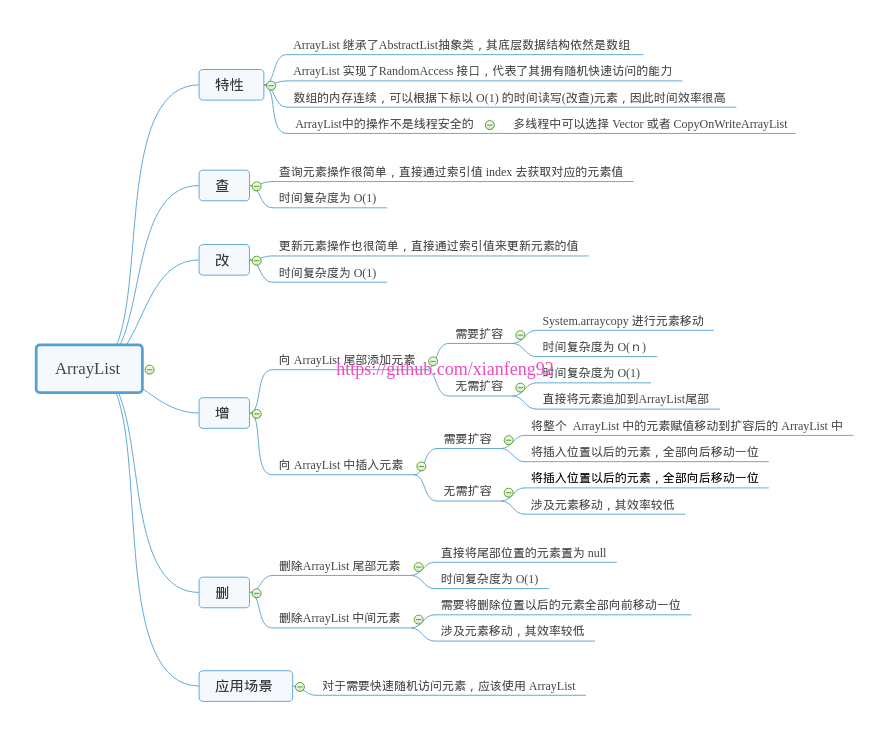 ArrayList
特性
ArrayList 继承了AbstractList抽象类，其底层数据结构依然是数组
ArrayList 实现了RandomAccess 接口，代表了其拥有随机快速访问的能力
数组的内存连续，可以根据下标以 O(1) 的时间读写(改查)元素，因此时间效率很高
ArrayList中的操作不是线程安全的
多线程中可以选择 Vector 或者 CopyOnWriteArrayList
查
查询元素操作很简单，直接通过索引值 index 去获取对应的元素值
时间复杂度为 O(1)
改
更新元素操作也很简单，直接通过索引值来更新元素的值
时间复杂度为 O(1)
增
向 ArrayList 尾部添加元素
需要扩容
System.arraycopy 进行元素移动
时间复杂度为 O(ｎ)
无需扩容
时间复杂度为 O(1)
直接将元素追加到ArrayList尾部
向 ArrayList 中插入元素
需要扩容
将整个 ArrayList 中的元素赋值移动到扩容后的 ArrayList 中
将插入位置以后的元素，全部向后移动一位
无需扩容
将插入位置以后的元素，全部向后移动一位
涉及元素移动，其效率较低
删
删除ArrayList 尾部元素
直接将尾部位置的元素置为 null
时间复杂度为 O(1)
删除ArrayList 中间元素
需要将删除位置以后的元素全部向前移动一位
涉及元素移动，其效率较低
应用场景
对于需要快速随机访问元素，应该使用 ArrayList
https://github.com/xianfeng92